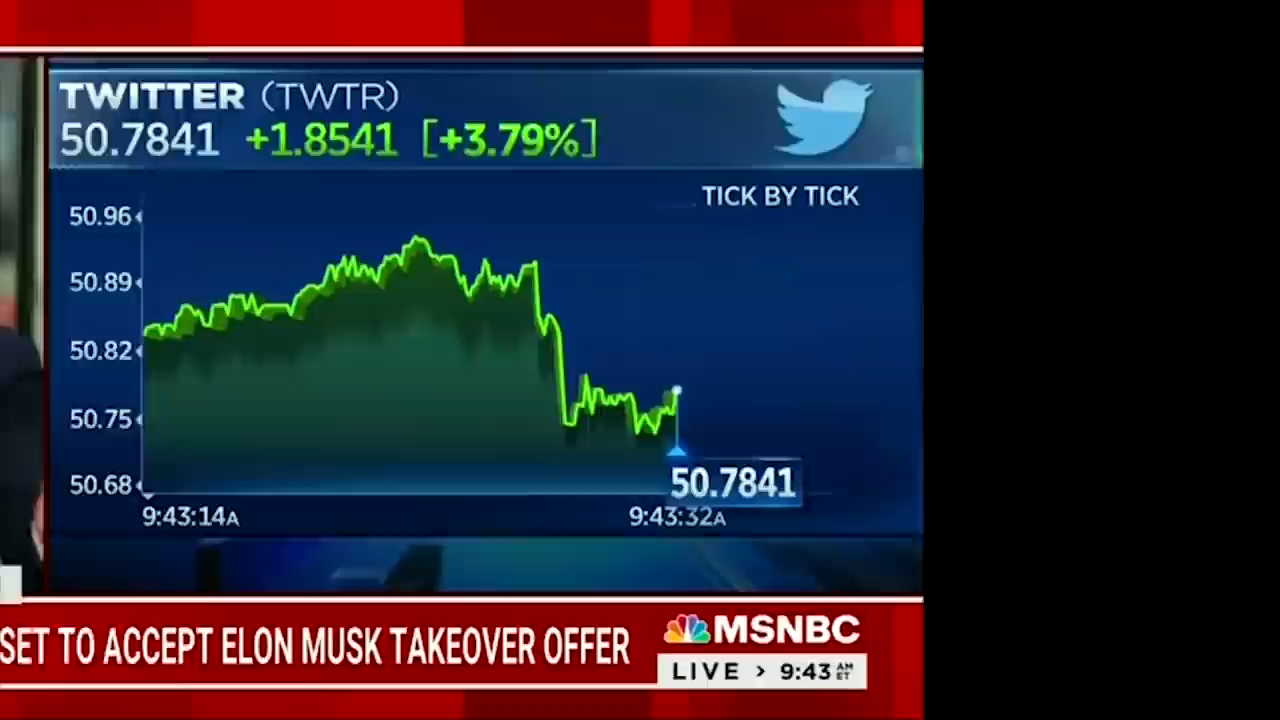 TWITTER (TWTR)
50.7841 +1.8541 [+3.79%]
TICK BY TICK
50.96
50.89
50.82
50.75
50.68
50.7841
9:43:14A
9:43:32A
SET TO ACCEPT ELON MUSK TAKEOVER OFFER
MSNBC
LIVE > 9:43 AM ET